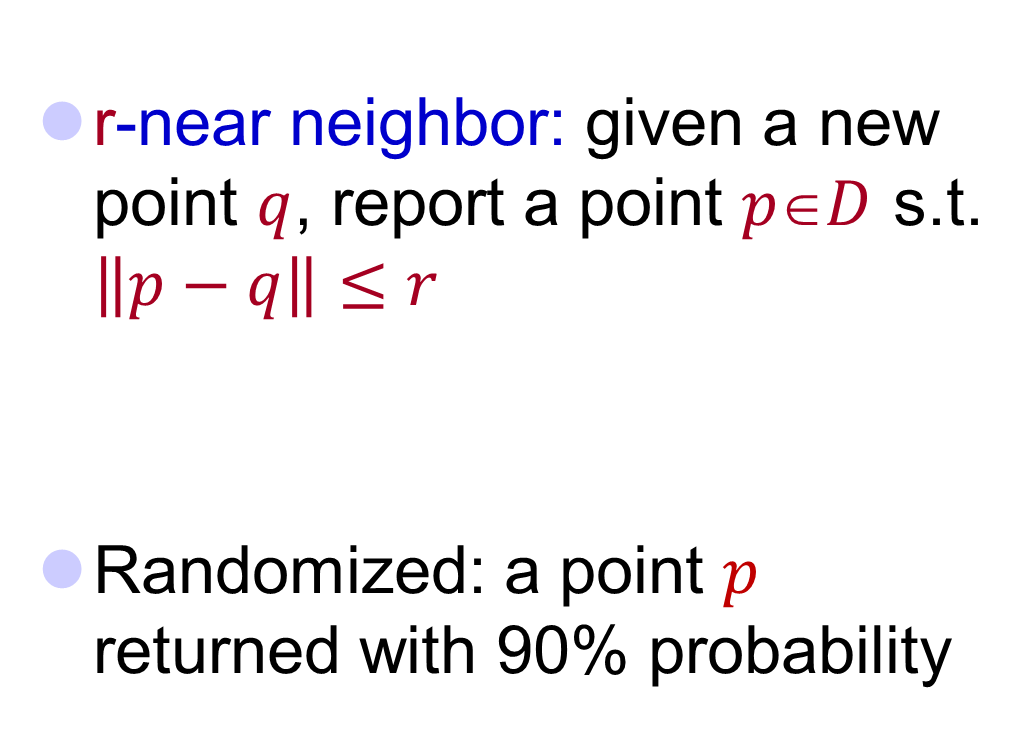 r-near neighbor: given a new
point q, report a point p∈D s.t.
‖p − q‖ ≤ r
Randomized: a point p
returned with 90% probability